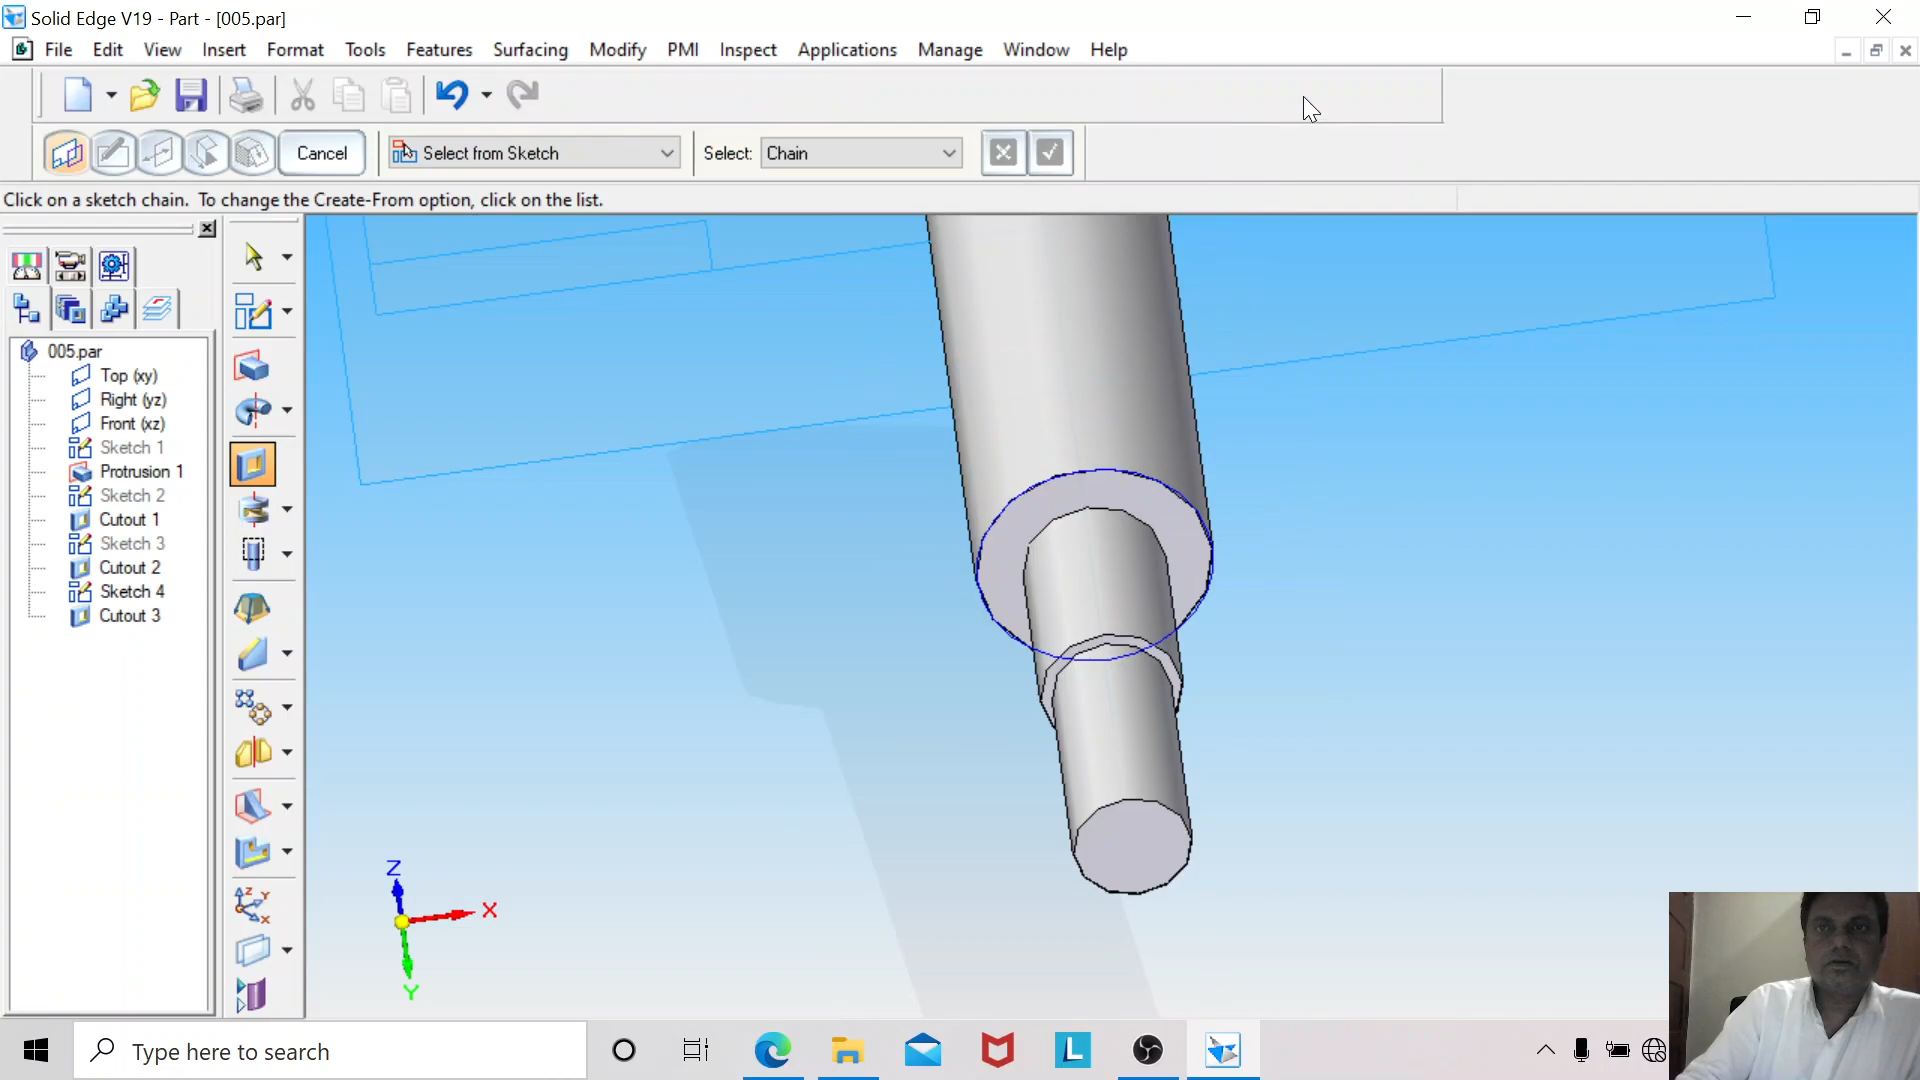 Solid Edge V19 - Part - [005.par]
File Edit View Insert Format Tools Features Surfacing Modify PMI Inspect Applications Manage Window Help
Cancel Select from Sketch Select: Chain
Click on a sketch chain. To change the Create-From option, click on the list.
005.par
Top (xy)
Right (yz)
Front (xz)
Sketch 1
Protrusion 1
Sketch 2
Cutout 1
Sketch 3
Cutout 2
Sketch 4
Cutout 3
Z
X
Y
Type here to search
L